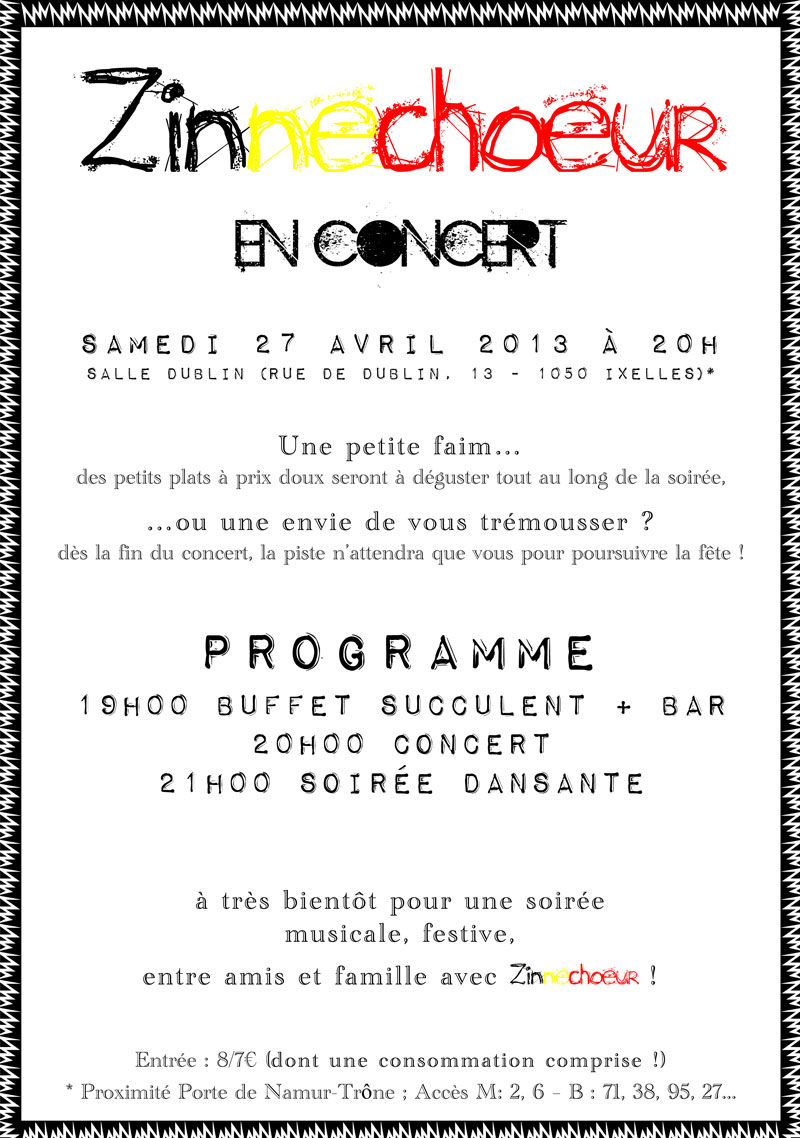 Zinnechoeur
EN CONCERT
SAMEDI 27 AVRIL 2013 À 20H
SALLE DUBLIN (RUE DE DUBLIN, 13 - 1050 IXELLES)*
Une petite faim...
des petits plats à prix doux seront à déguster tout au long de la soirée,
...ou une envie de vous trémousser ?
dès la fin du concert, la piste n'attendra que vous pour poursuivre la fête !
PROGRAMME
19H00 BUFFET SUCCULENT + BAR
20H00 CONCERT
21H00 SOIRÉE DANSANTE
à très bientôt pour une soirée
musicale, festive,
entre amis et famille avec Zinnechoeur !
Entrée : 8/7€ (dont une consommation comprise !)
* Proximité Porte de Namur-Trône ; Accès M: 2, 6 - B : 71, 38, 95, 27...